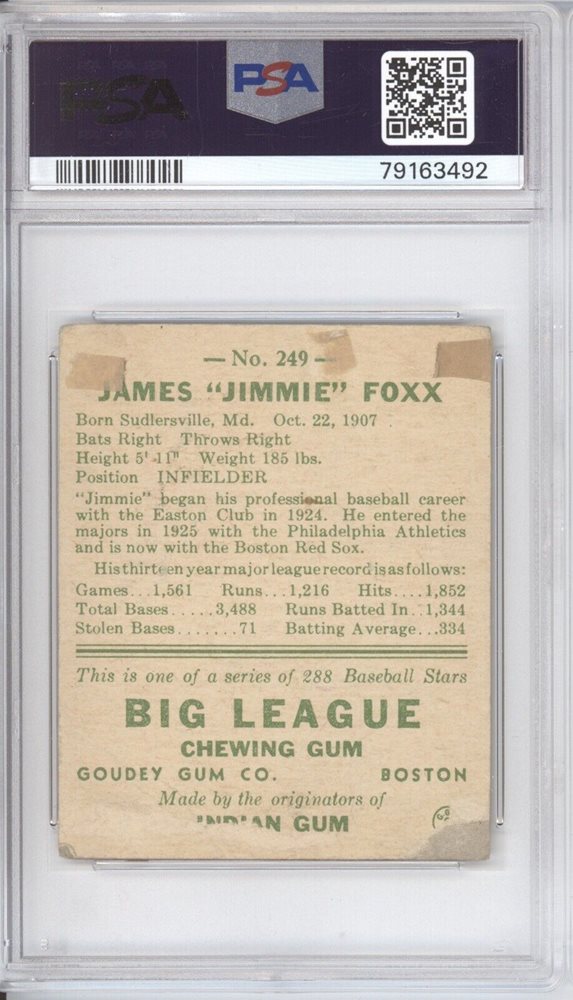 PSA
PSA
79163492
— No. 249 —
JAMES "JIMMIE" FOXX
Born Sudlersville, Md. Oct. 22, 1907
Bats Right Throws Right
Height 5' 11" Weight 185 lbs.
Position INFIELDER
"Jimmie" began his professional baseball career
with the Easton Club in 1924. He entered the
majors in 1925 with the Philadelphia Athletics
and is now with the Boston Red Sox.
His thirteen year major league record is as follows:
Games...1,561 Runs...1,216 Hits....1,852
Total Bases.....3,488 Runs Batted In..1,344
Stolen Bases.......71 Batting Average...334
This is one of a series of 288 Baseball Stars
BIG LEAGUE
CHEWING GUM
GOUDEY GUM CO. BOSTON
Made by the originators of
INDIAN GUM